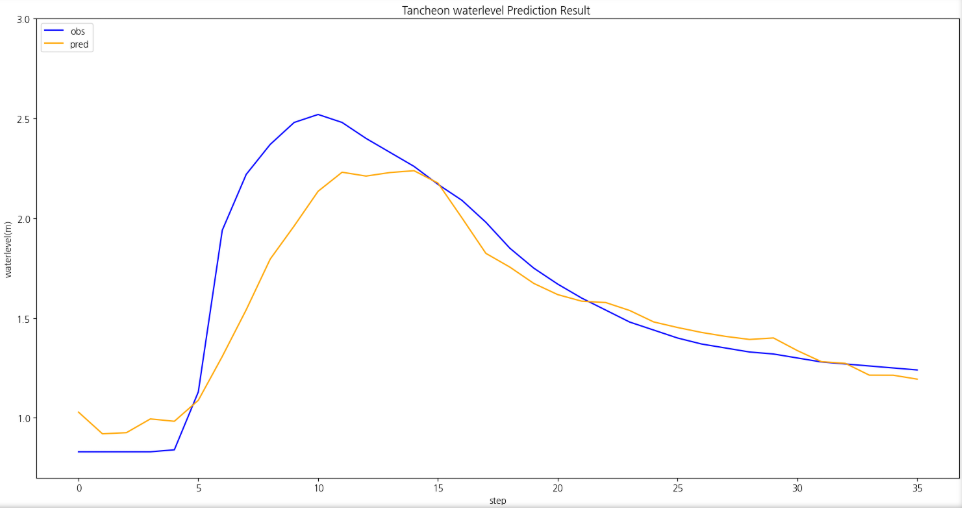 Tancheon waterlevel Prediction Result
obs
pred
3.0
2.5
2.0
1.5
1.0
waterlevel(m)
0 5 10 15 20 25 30 35
step